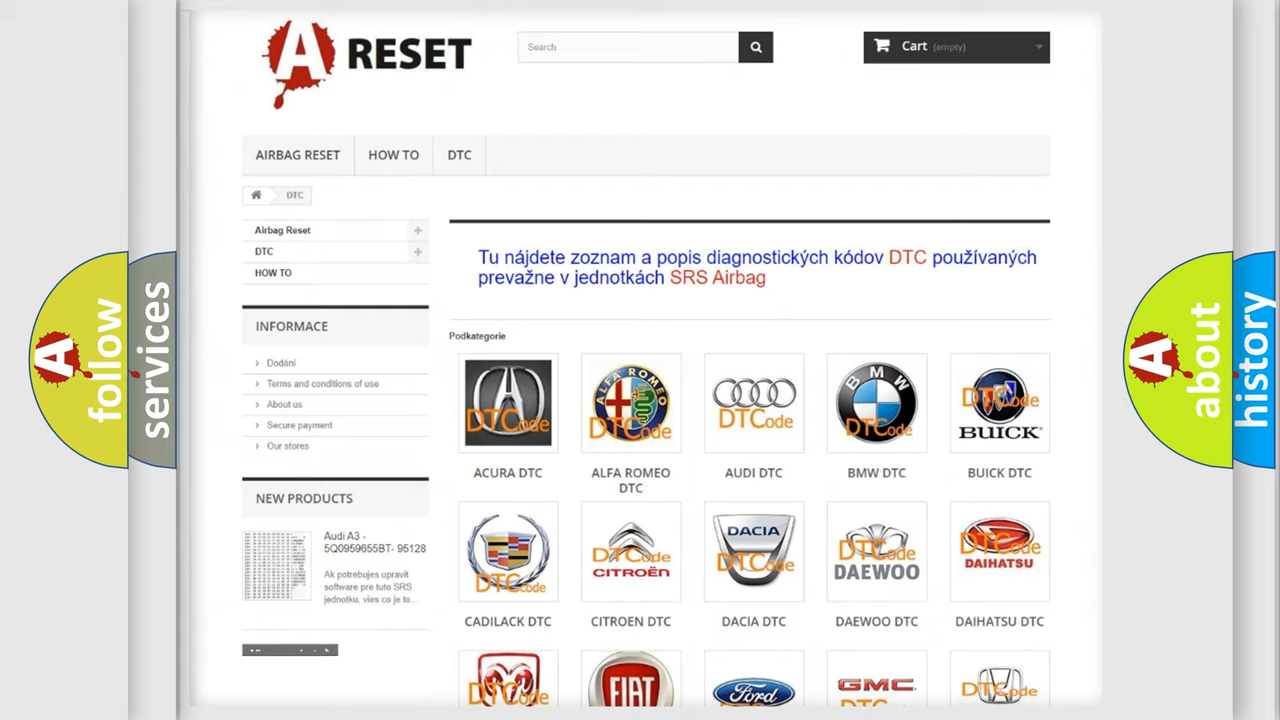 A RESET
Search
Cart (empty)
AIRBAG RESET
HOW TO
DTC
DTC
Airbag Reset
DTC
HOW TO
INFORMACE
Dodání
Terms and conditions of use
About us
Secure payment
Our stores
NEW PRODUCTS
Audi A3 -
5Q0959655BT- 95128
Ak potrebujes upravit
software pre tuto SRS
jednotku, vies co je to...
Tu nájdete zoznam a popis diagnostických kódov DTC používaných
prevažne v jednotkách SRS Airbag
Podkategorie
DTCode
ALFA ROMEO
DTCode
DTCode
BMW
DTCode
DTCode
BUICK
ACURA DTC
ALFA ROMEO
DTC
AUDI DTC
BMW DTC
BUICK DTC
DTCode
DTCode
CITROËN
DACIA
DTCode
DTCode
DAEWOO
DTCode
DAIHATSU
CADILACK DTC
CITROEN DTC
DACIA DTC
DAEWOO DTC
DAIHATSU DTC
DTCode
FIAT
Ford
GMC
DTCode
A follow
services
A about
history